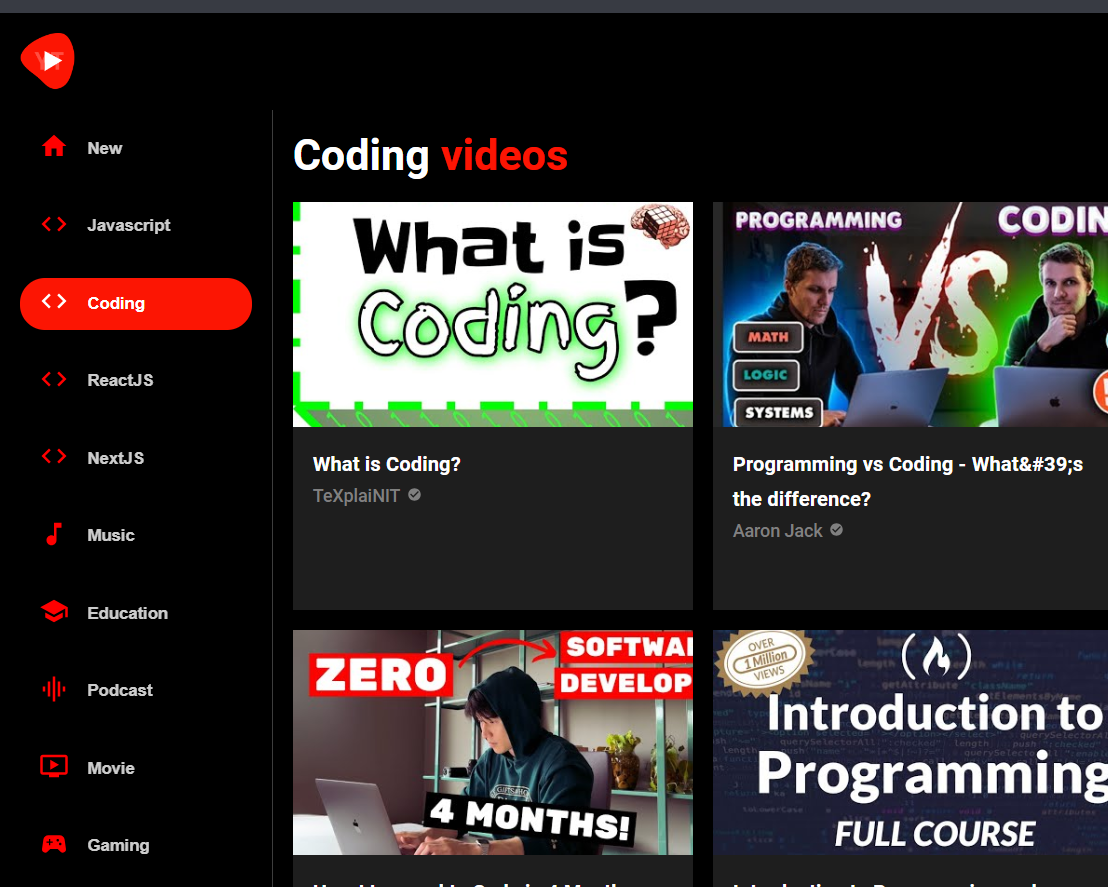 YT
New
Javascript
Coding
ReactJS
NextJS
Music
Education
Podcast
Movie
Gaming
Coding videos
What is
Coding?
What is Coding?
TeXplaiNIT
PROGRAMMING
CODIN
VS
MATH
LOGIC
SYSTEMS
Programming vs Coding - What&#39;s
the difference?
Aaron Jack
ZERO
SOFTWA
DEVELOP
4 MONTHS!
OVER
1 Million
VIEWS
Introduction to
Programming
FULL COURSE